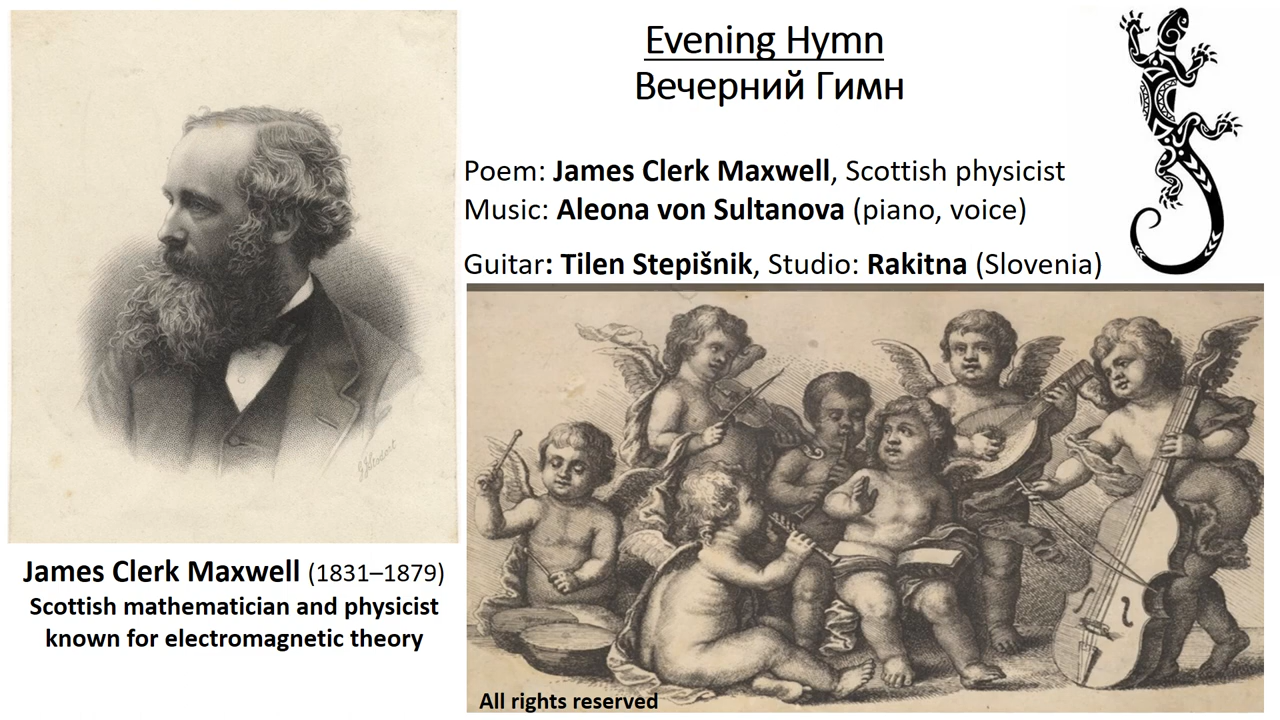 Evening Hymn
Вечерний Гимн
Poem: James Clerk Maxwell, Scottish physicist
Music: Aleona von Sultanova (piano, voice)
Guitar: Tilen Stepišnik, Studio: Rakitna (Slovenia)
James Clerk Maxwell (1831–1879)
Scottish mathematician and physicist
known for electromagnetic theory
All rights reserved